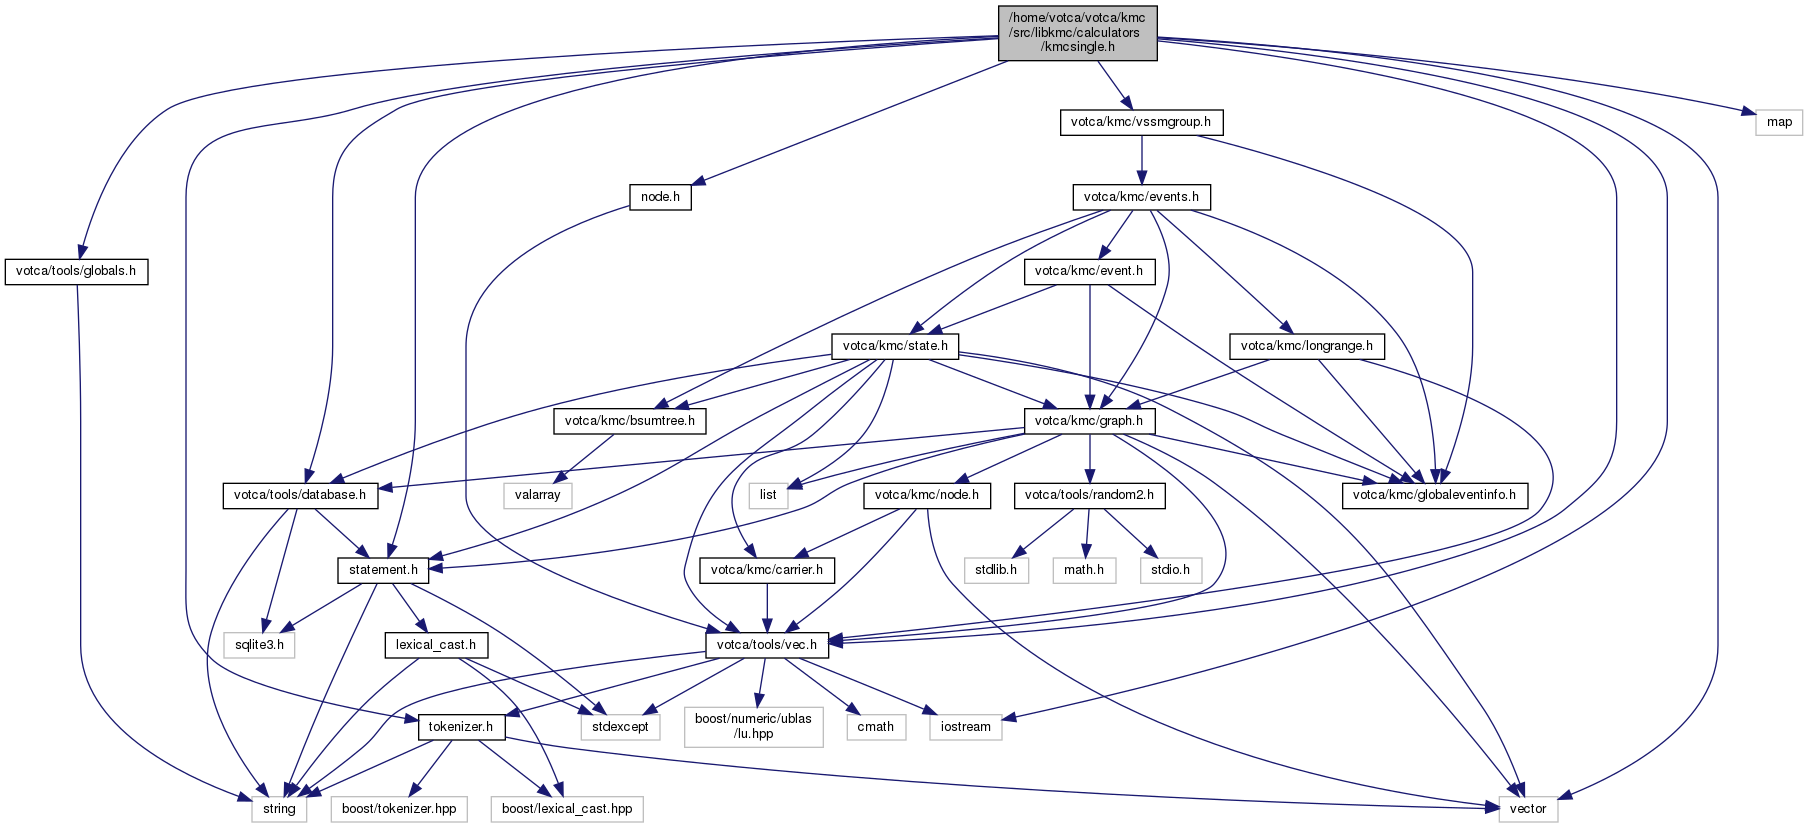 /home/votca/votca/kmc
/src/libkmc/calculators
/kmcsingle.h
votca/kmc/vssmgroup.h
map
node.h
votca/kmc/events.h
votca/tools/globals.h
votca/kmc/event.h
votca/kmc/state.h
votca/kmc/longrange.h
votca/kmc/bsumtree.h
votca/kmc/graph.h
votca/tools/database.h
valarray
list
votca/kmc/node.h
votca/tools/random2.h
votca/kmc/globaleventinfo.h
statement.h
votca/kmc/carrier.h
stdlib.h
math.h
stdio.h
sqlite3.h
lexical_cast.h
votca/tools/vec.h
tokenizer.h
stdexcept
boost/numeric/ublas
/lu.hpp
cmath
iostream
string
boost/tokenizer.hpp
boost/lexical_cast.hpp
vector